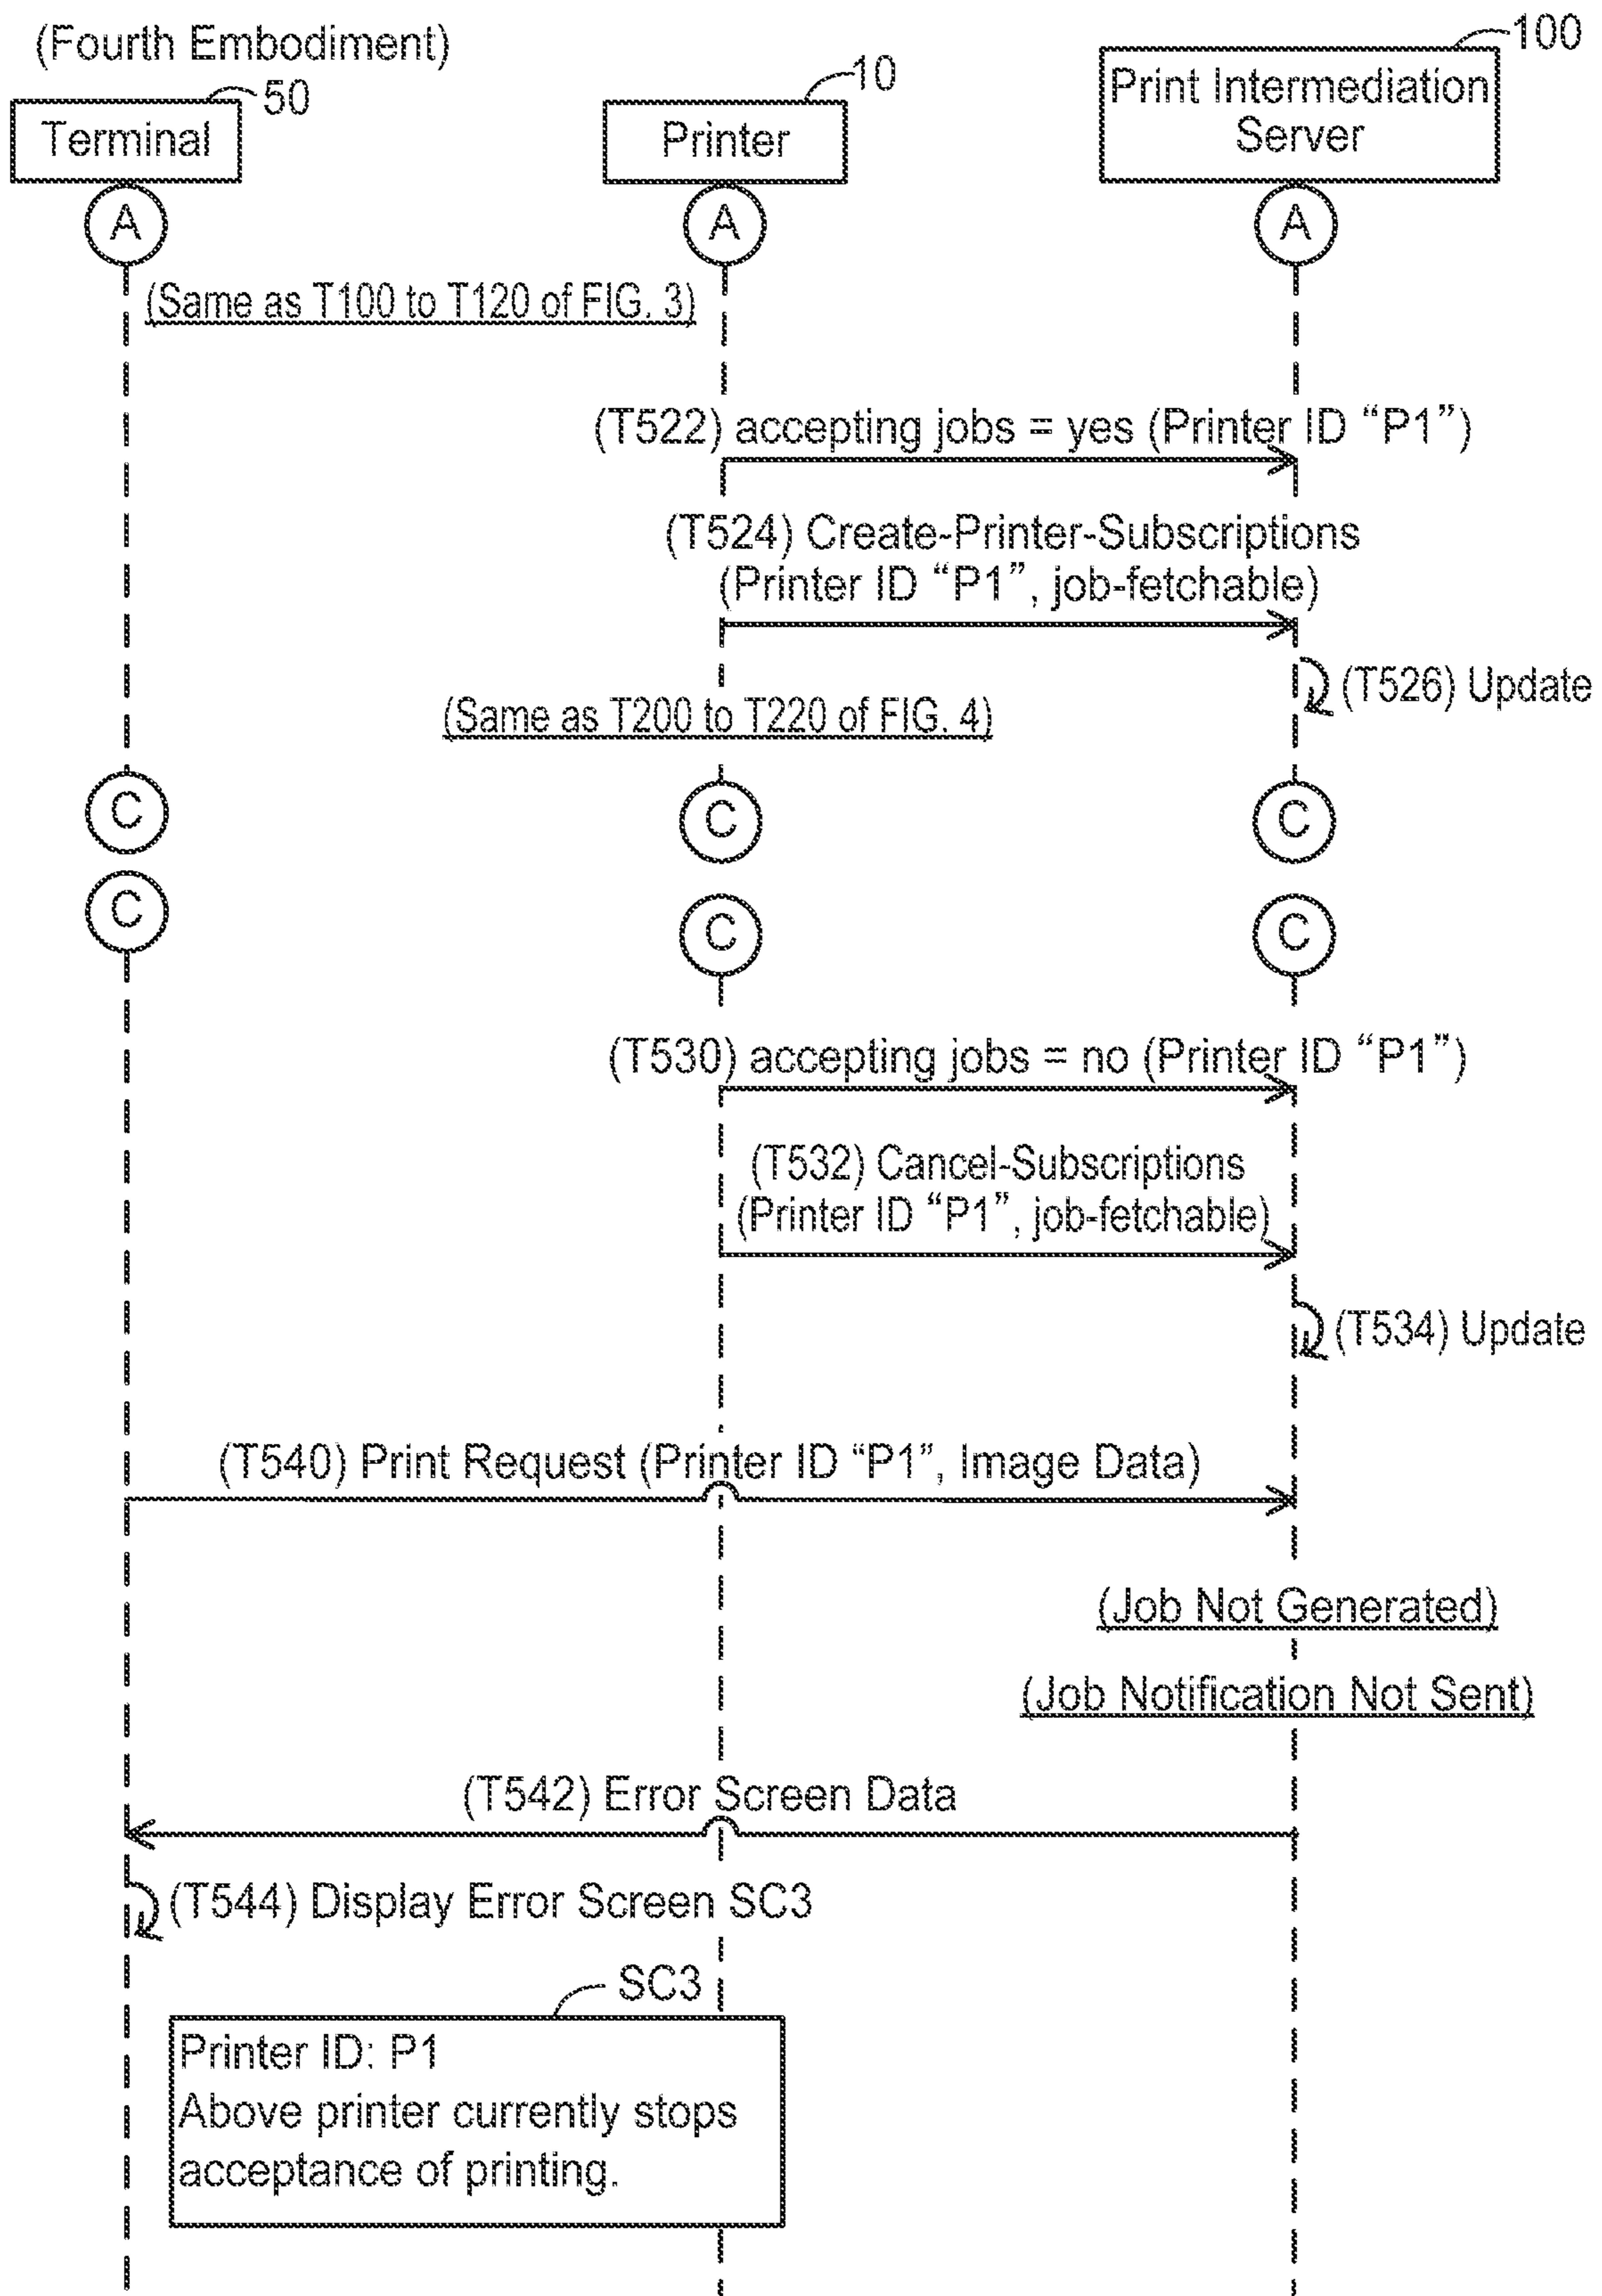 (Fourth Embodiment)
100
50
10
Terminal
Printer
Print Intermediation
Server
A
A
A
(Same as T100 to T120 of FIG. 3)
(T522) accepting jobs = yes (Printer ID “P1”)
(T524) Create-Printer-Subscriptions
(Printer ID “P1”, job-fetchable)
(T526) Update
(Same as T200 to T220 of FIG. 4)
C
C
C
C
C
C
(T530) accepting jobs = no (Printer ID “P1”)
(T532) Cancel-Subscriptions
(Printer ID “P1”, job-fetchable)
(T534) Update
(T540) Print Request (Printer ID “P1”, Image Data)
(Job Not Generated)
(Job Notification Not Sent)
(T542) Error Screen Data
(T544) Display Error Screen SC3
SC3
Printer ID: P1
Above printer currently stops
acceptance of printing.